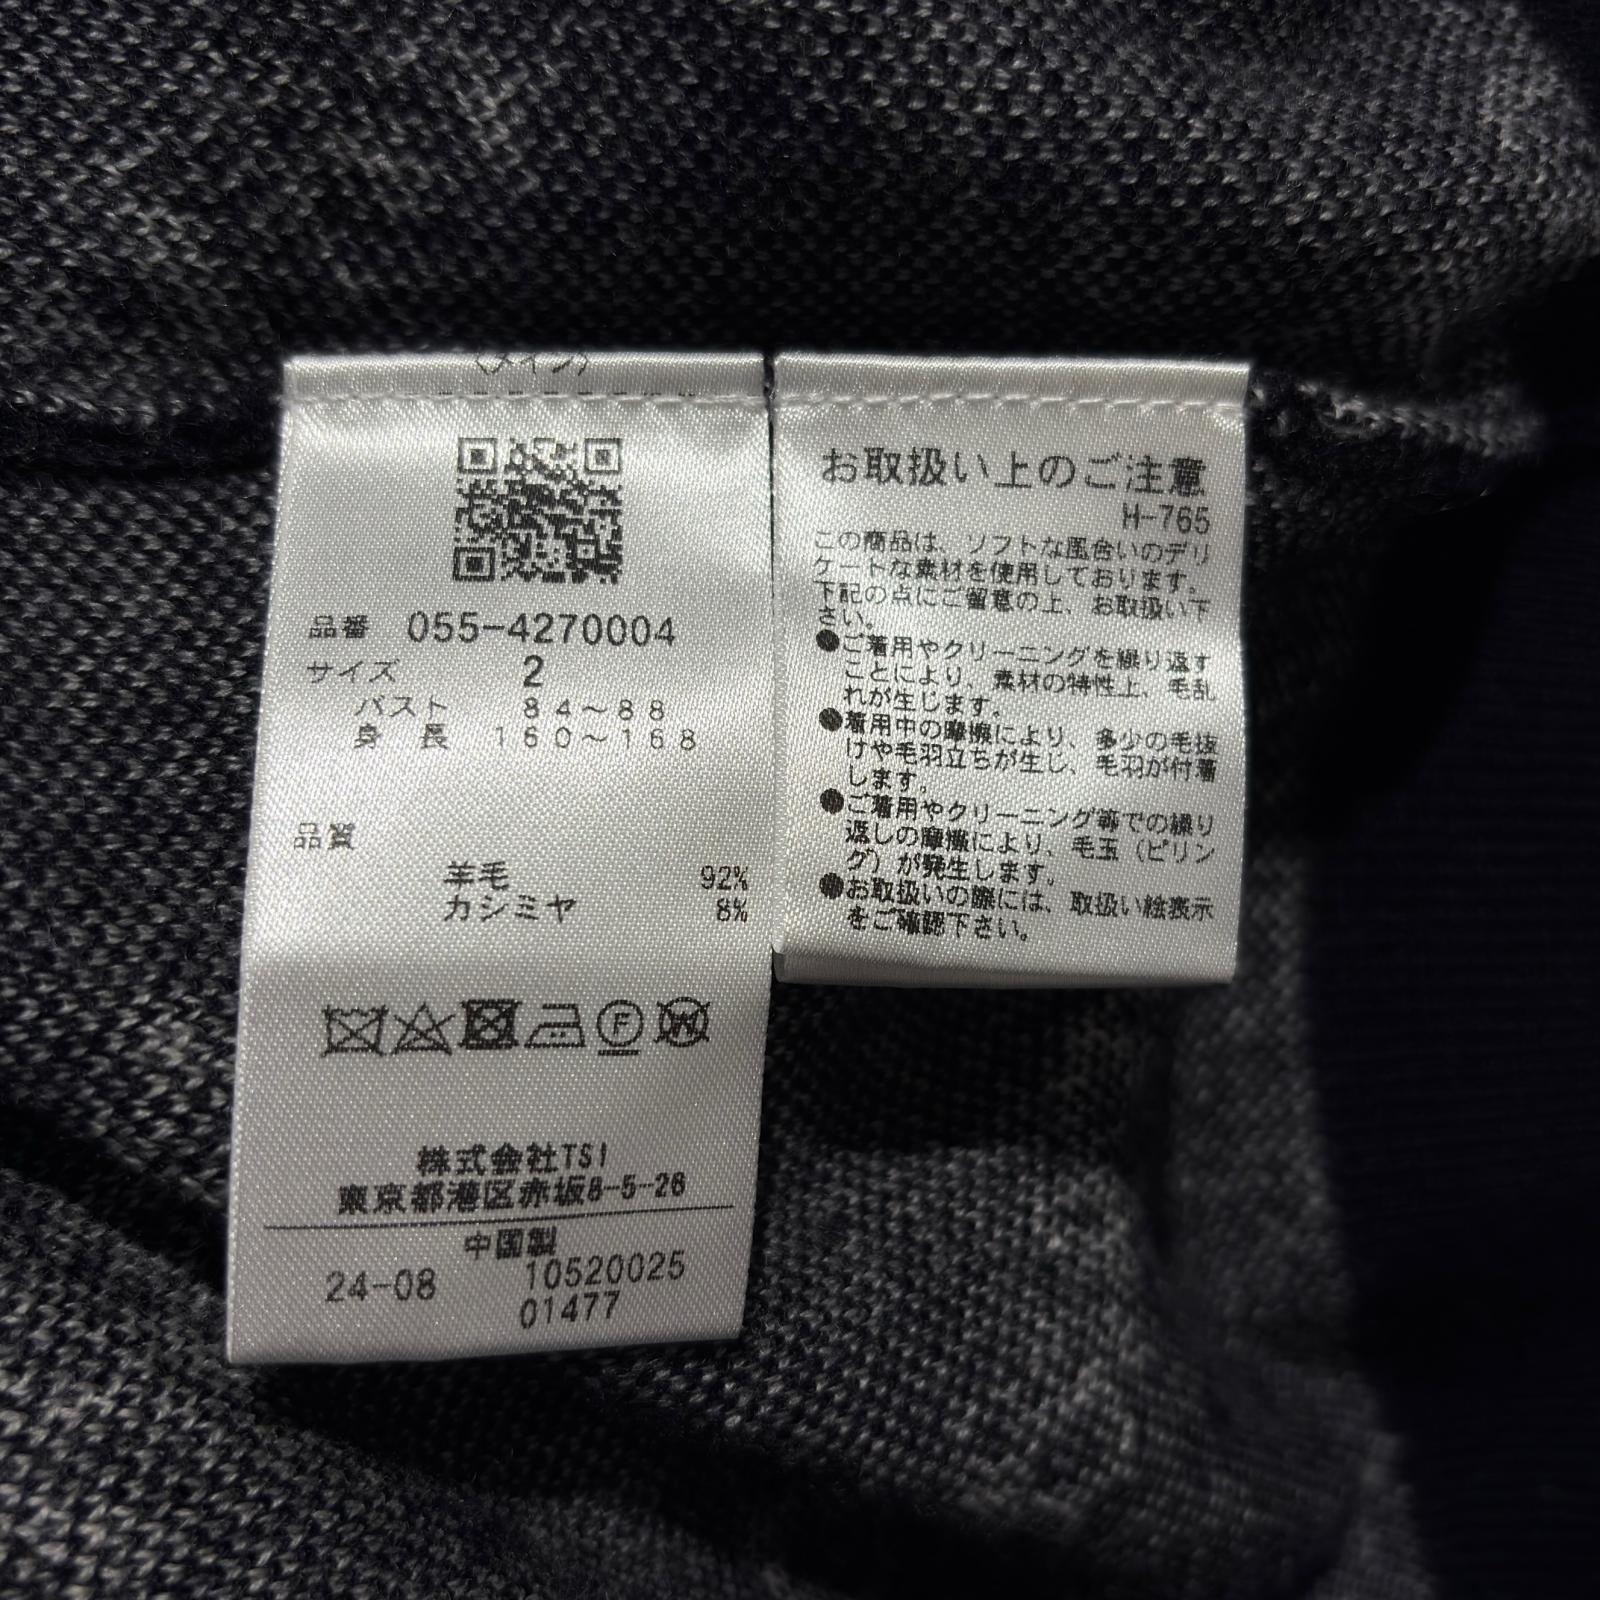 〈メイン〉
品番 055-4270004
サイズ 2
バスト 84～88
身 長 160～168
品質
羊毛 92%
カシミヤ 8%
F
W
株式会社TSI
東京都港区赤坂8-5-26
中国製
24-08 10520025
01477
お取扱い上のご注意
H-765
この商品は、ソフトな風合いのデリ
ケートな素材を使用しております。
下記の点にご留意の上、お取扱い下
さい。
●ご着用やクリーニングを繰り返す
ことにより、素材の特性上、毛乱
れが生じます。
●着用中の摩擦により、多少の毛抜
けや毛羽立ちが生じ、毛羽が付着
します。
●ご着用やクリーニング等での繰り
返しの摩擦により、毛玉（ピリン
グ）が発生します。
●お取扱いの際には、取扱い絵表示
をご確認下さい。